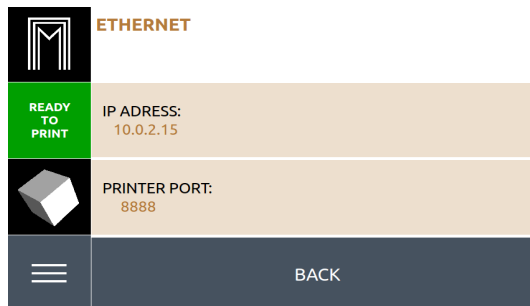 ETHERNET
READY
TO
PRINT
IP ADRESS:
10.0.2.15
PRINTER PORT:
8888
BACK